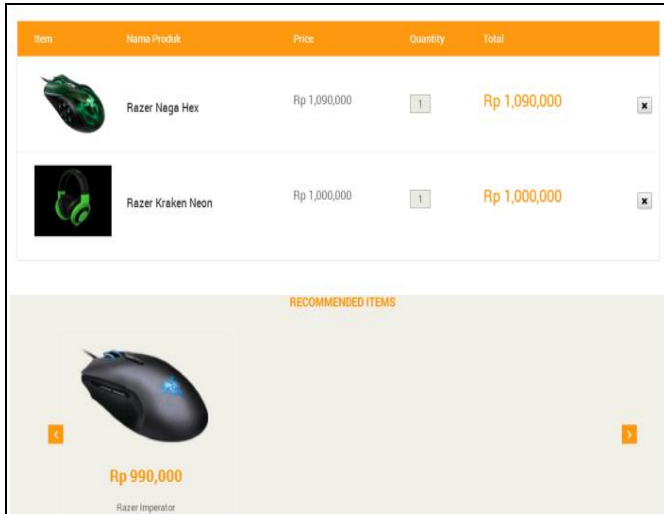 Item Nama Produk Price Quantity Total
Razer Naga Hex Rp 1,090,000 1 Rp 1,090,000 x
Razer Kraken Neon Rp 1,000,000 1 Rp 1,000,000 x
RECOMMENDED ITEMS
Rp 990,000
Razer Imperator